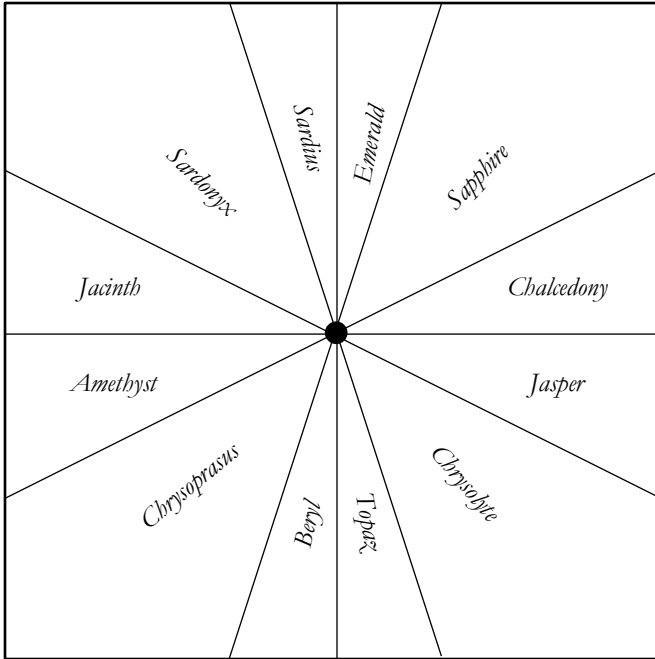 Sardius
Emerald
Sardonyx
Sapphire
Jacinth
Chalcedony
Amethyst
Jasper
Chrysoprasus
Chrysolyte
Beryl
Topaz